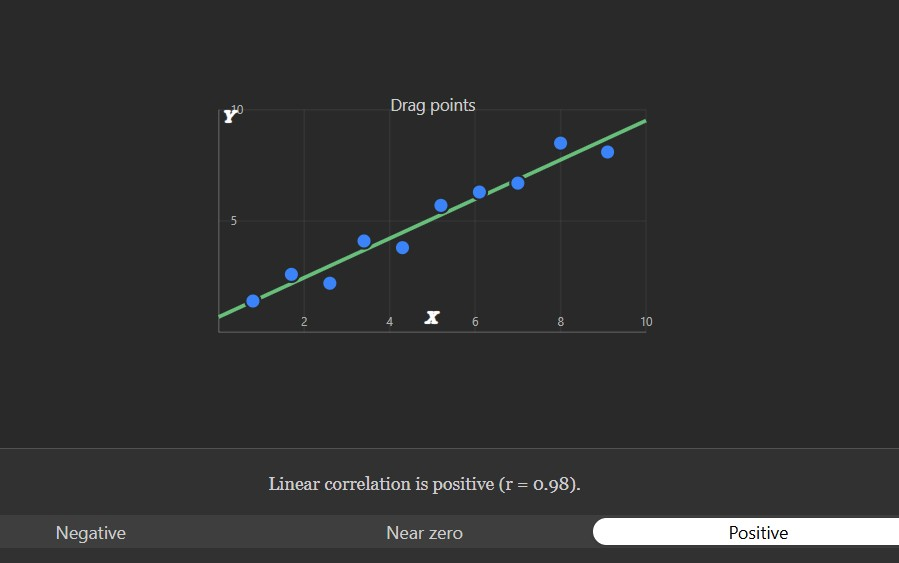 Drag points
Y
10
5
2
4
X
6
8
10
Linear correlation is positive (r = 0.98).
Negative
Near zero
Positive